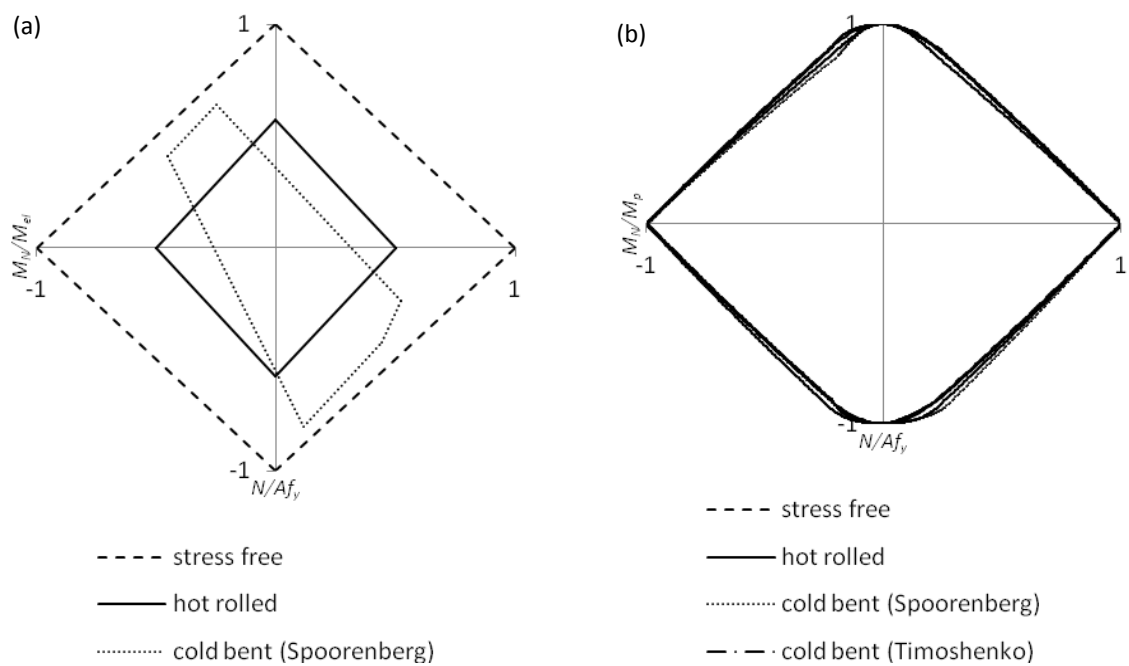 (a)
1
M_N/M_el
-1
1
-1
N/Af_y
stress free
hot rolled
cold bent (Spoorenberg)
(b)
1
M_N/M_p
-1
1
-1
N/Af_y
stress free
hot rolled
cold bent (Spoorenberg)
cold bent (Timoshenko)